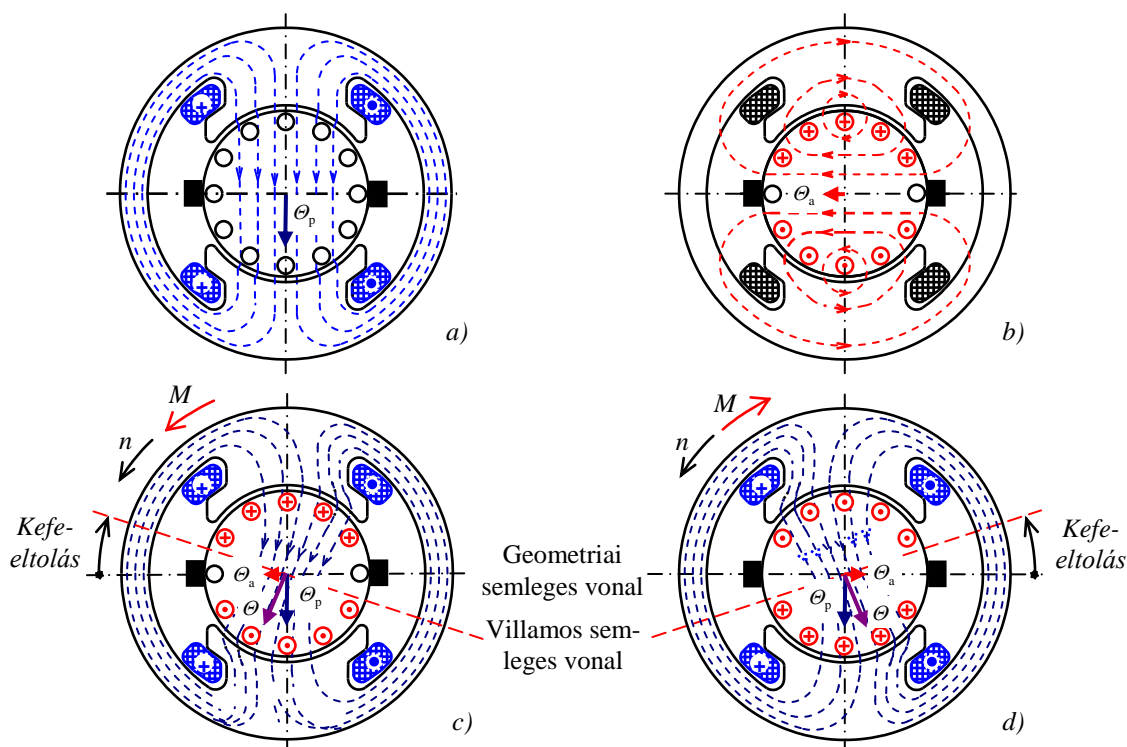 Θp
a)
Θa
b)
M
n
Kefe-
eltolás
Θa
Θ
Θp
c)
Geometriai
semleges vonal
Villamos sem-
leges vonal
M
n
Kefe-
eltolás
Θa
Θp
Θ
d)